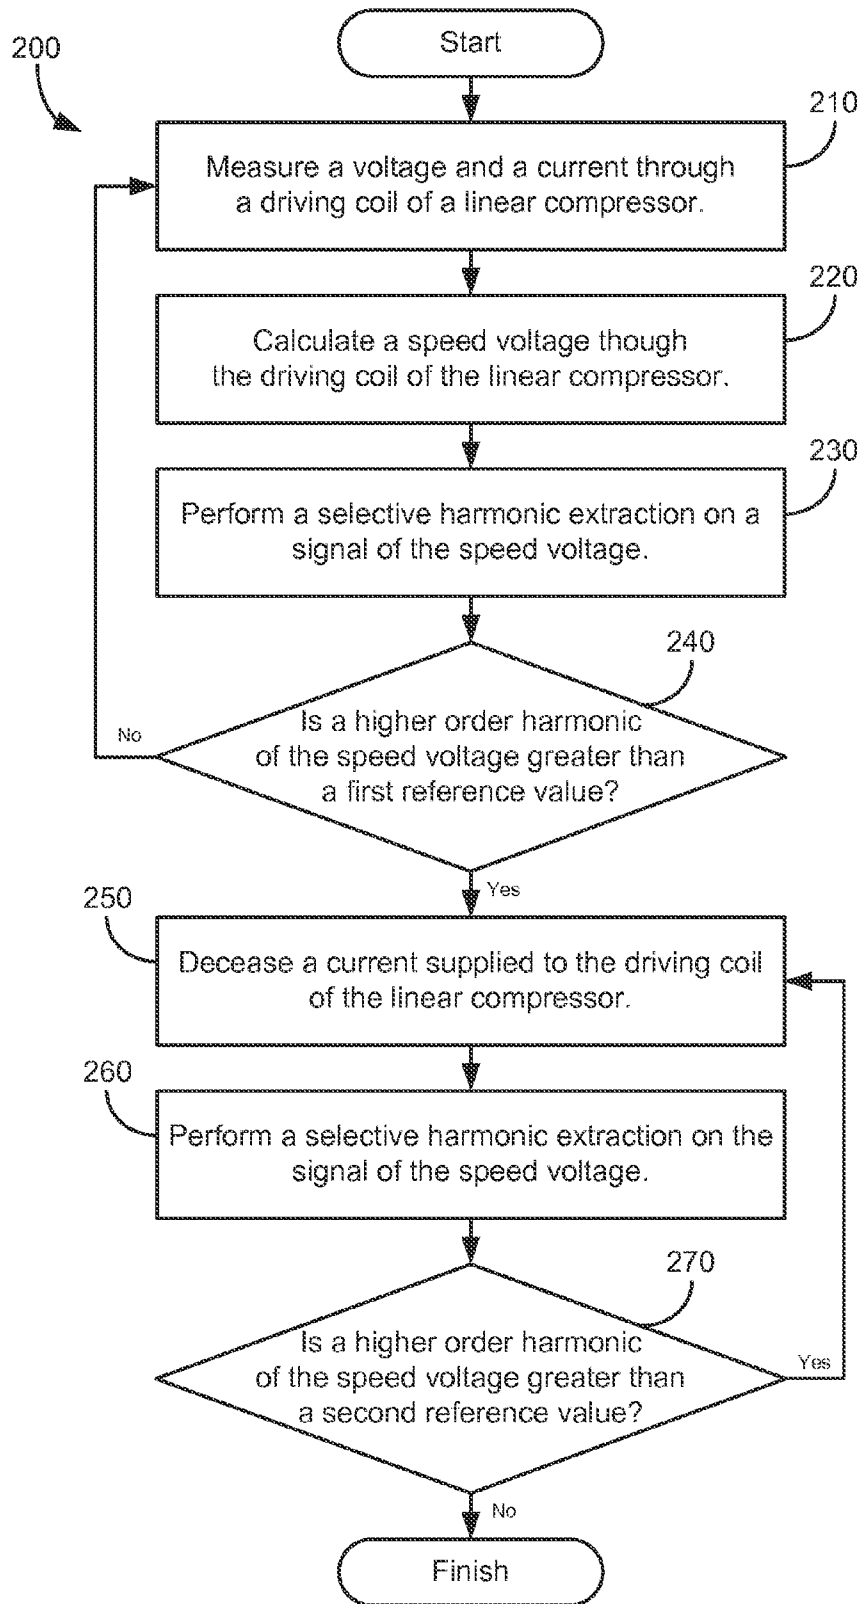 Start
200
210
Measure a voltage and a current through
a driving coil of a linear compressor.
220
Calculate a speed voltage though
the driving coil of the linear compressor.
230
Perform a selective harmonic extraction on a
signal of the speed voltage.
240
Is a higher order harmonic
of the speed voltage greater than
a first reference value?
No
Yes
250
Decease a current supplied to the driving coil
of the linear compressor.
260
Perform a selective harmonic extraction on the
signal of the speed voltage.
270
Is a higher order harmonic
of the speed voltage greater than
a second reference value?
Yes
No
Finish